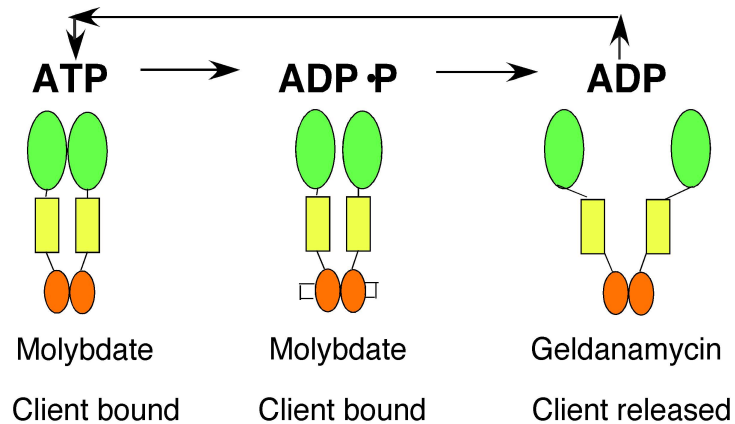 ATP ADP •P ADP
Molybdate Molybdate Geldanamycin
Client bound Client bound Client released